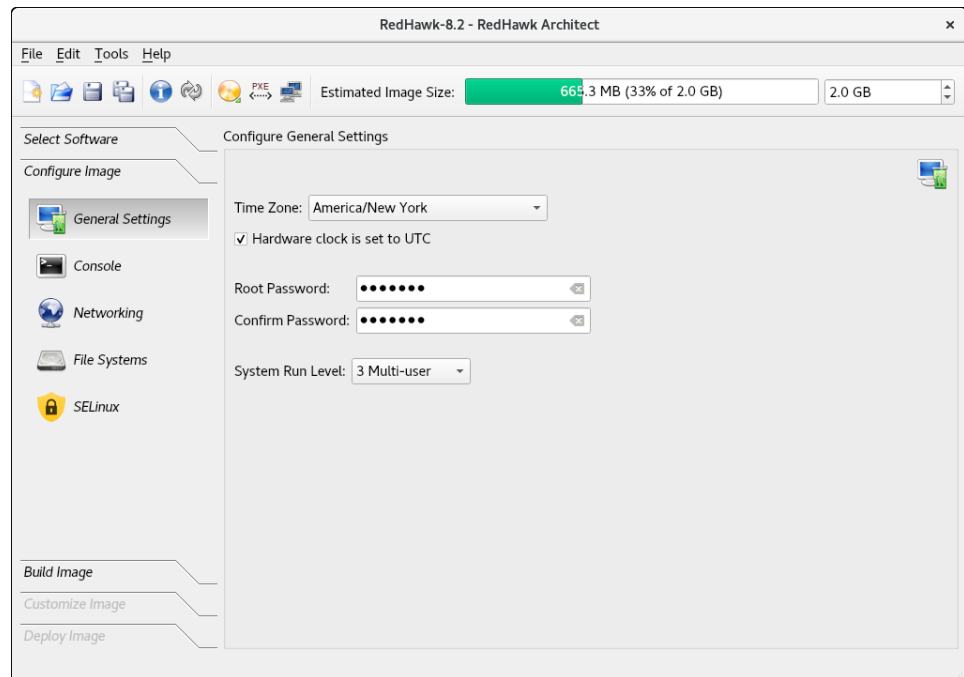 RedHawk-8.2 - RedHawk Architect
File Edit Tools Help
PXE
Estimated Image Size: 665.3 MB (33% of 2.0 GB) 2.0 GB
Select Software
Configure General Settings
Configure Image
Time Zone: America/New York
General Settings
Hardware clock is set to UTC
Console
Root Password: •••••••
Networking
Confirm Password: •••••••
File Systems
System Run Level: 3 Multi-user
SELinux
Build Image
Customize Image
Deploy Image